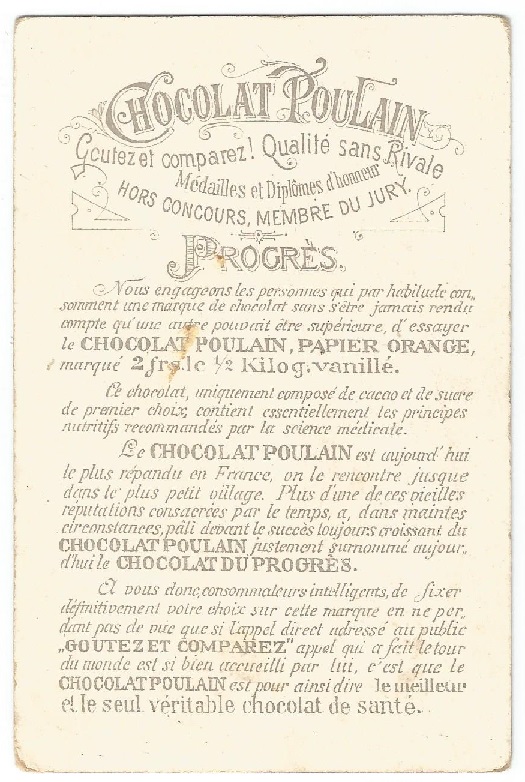 CHOCOLAT POULAIN
Goutez et comparez! Qualité sans Rivale
Médailles et Diplômes d'honneur
HORS CONCOURS, MEMBRE DU JURY.
PROGRÈS.
Nous engageons les personnes qui par habitude con„
somment une marque de chocolat sans s'être jamais rendu
compte qu'une autre pouvait être supérieure, d'essayer
le CHOCOLAT POULAIN, PAPIER ORANGE,
marqué 2 frs. le ½ Kilog. vanillé.
Ce chocolat, uniquement composé de cacao et de sucre
de premier choix, contient essentiellement les principes
nutritifs recommandés par la science médicale.
Le CHOCOLAT POULAIN est aujourd'hui
le plus répandu en France, on le rencontre jusque
dans le plus petit village. Plus d'une de ces vieilles
réputations consacrées par le temps, a, dans maintes
circonstances, pâli devant le succès toujours croissant du
CHOCOLAT POULAIN justement surnommé aujour„
d'hui le CHOCOLAT DU PROGRÈS.
A vous donc, consommateurs intelligents, de fixer
définitivement votre choix sur cette marque en ne per„
dant pas de vue que si l'appel direct adressé au public
„GOUTEZ ET COMPAREZ" appel qui a fait le tour
du monde est si bien accueilli par lui, c'est que le
CHOCOLAT POULAIN est pour ainsi dire le meilleur
et le seul véritable chocolat de santé.